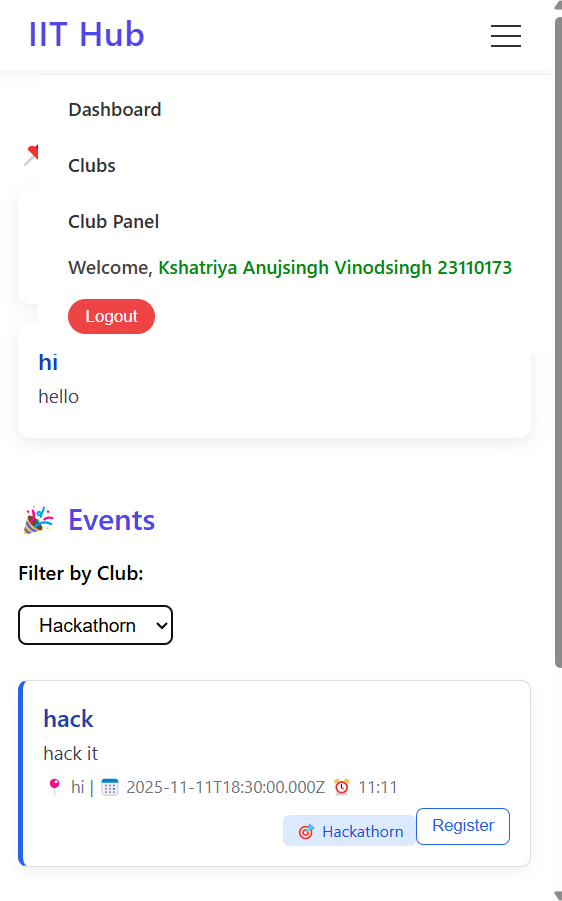 IIT Hub
Dashboard
Clubs
Club Panel
Welcome, Kshatriya Anujsingh Vinodsingh 23110173
Logout
hi
hello
🎉 Events
Filter by Club:
Hackathorn
hack
hack it
📍 hi | 📅 2025-11-11T18:30:00.000Z ⏰ 11:11
🎯 Hackathorn Register